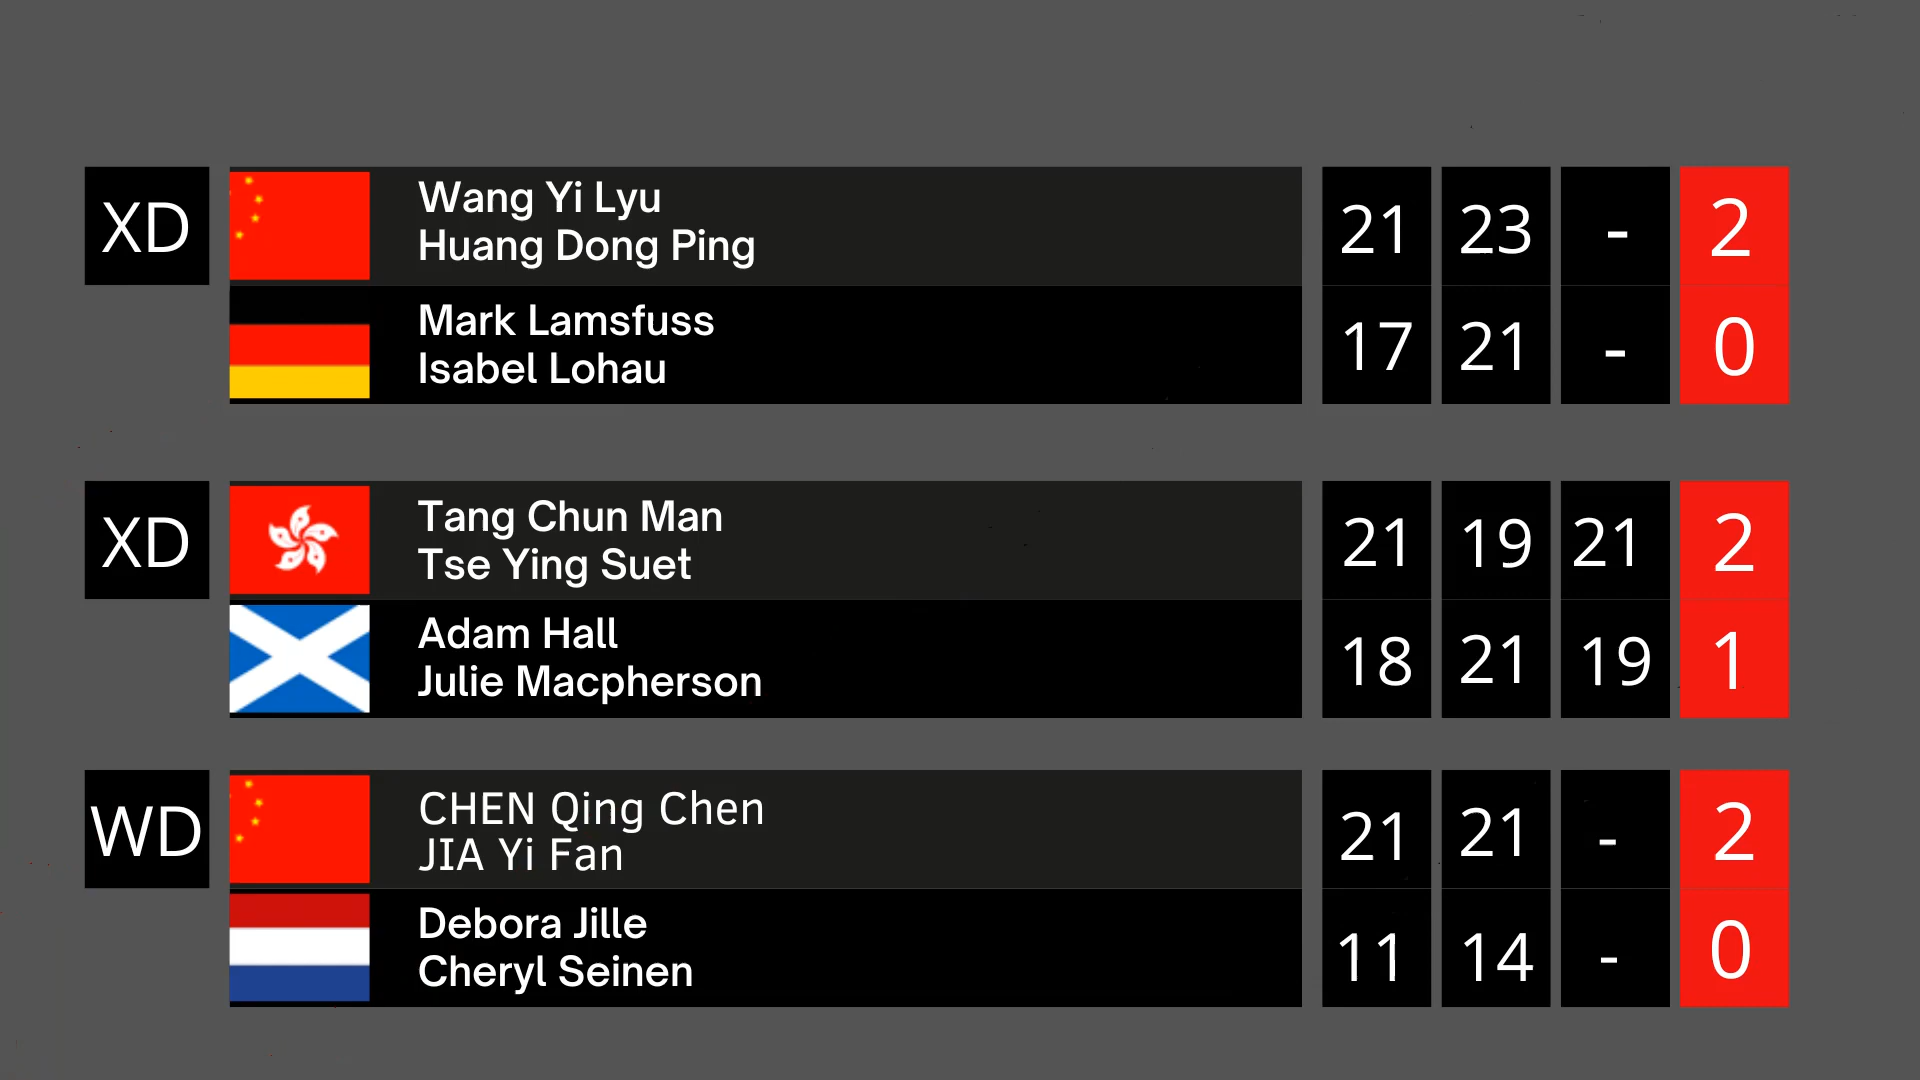 XD
Wang Yi Lyu
Huang Dong Ping
21 23 - 2
Mark Lamsfuss
Isabel Lohau
17 21 - 0
XD
Tang Chun Man
Tse Ying Suet
21 19 21 2
Adam Hall
Julie Macpherson
18 21 19 1
WD
CHEN Qing Chen
JIA Yi Fan
21 21 - 2
Debora Jille
Cheryl Seinen
11 14 - 0